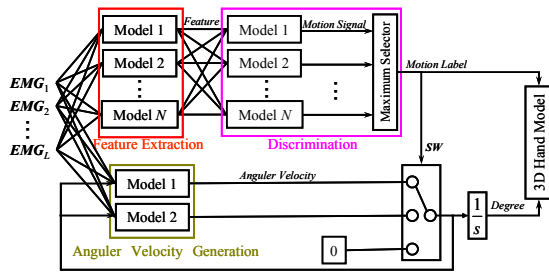 Feature
Model 1
Model 1
Motion Signal
EMG1
Model 2
Model 2
Maximum Selector
Motion Label
EMG2
Model N
Model N
EMGL
Feature Extraction
Discrimination
3D Hand Model
SW
Model 1
Anguler Velocity
Model 2
1
s
Degree
Anguler Velocity Generation
0